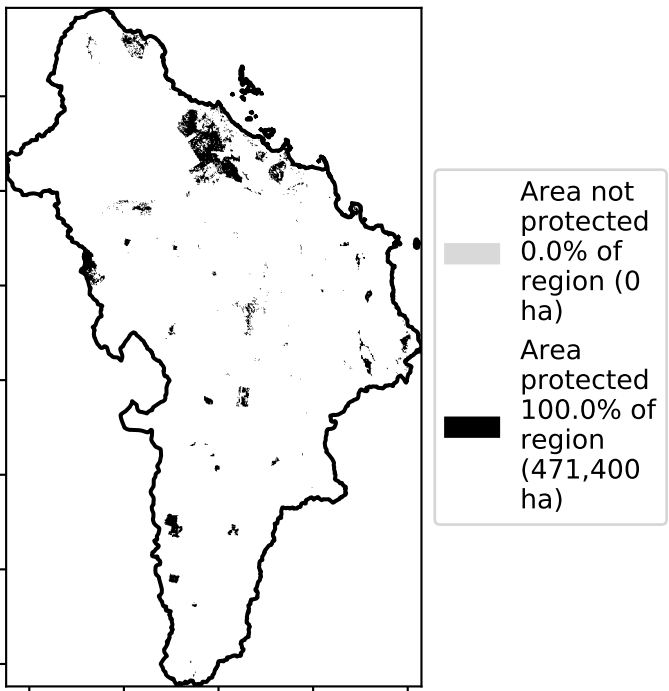 Area not
protected
0.0% of
region (0
ha)
Area
protected
100.0% of
region
(471,400
ha)